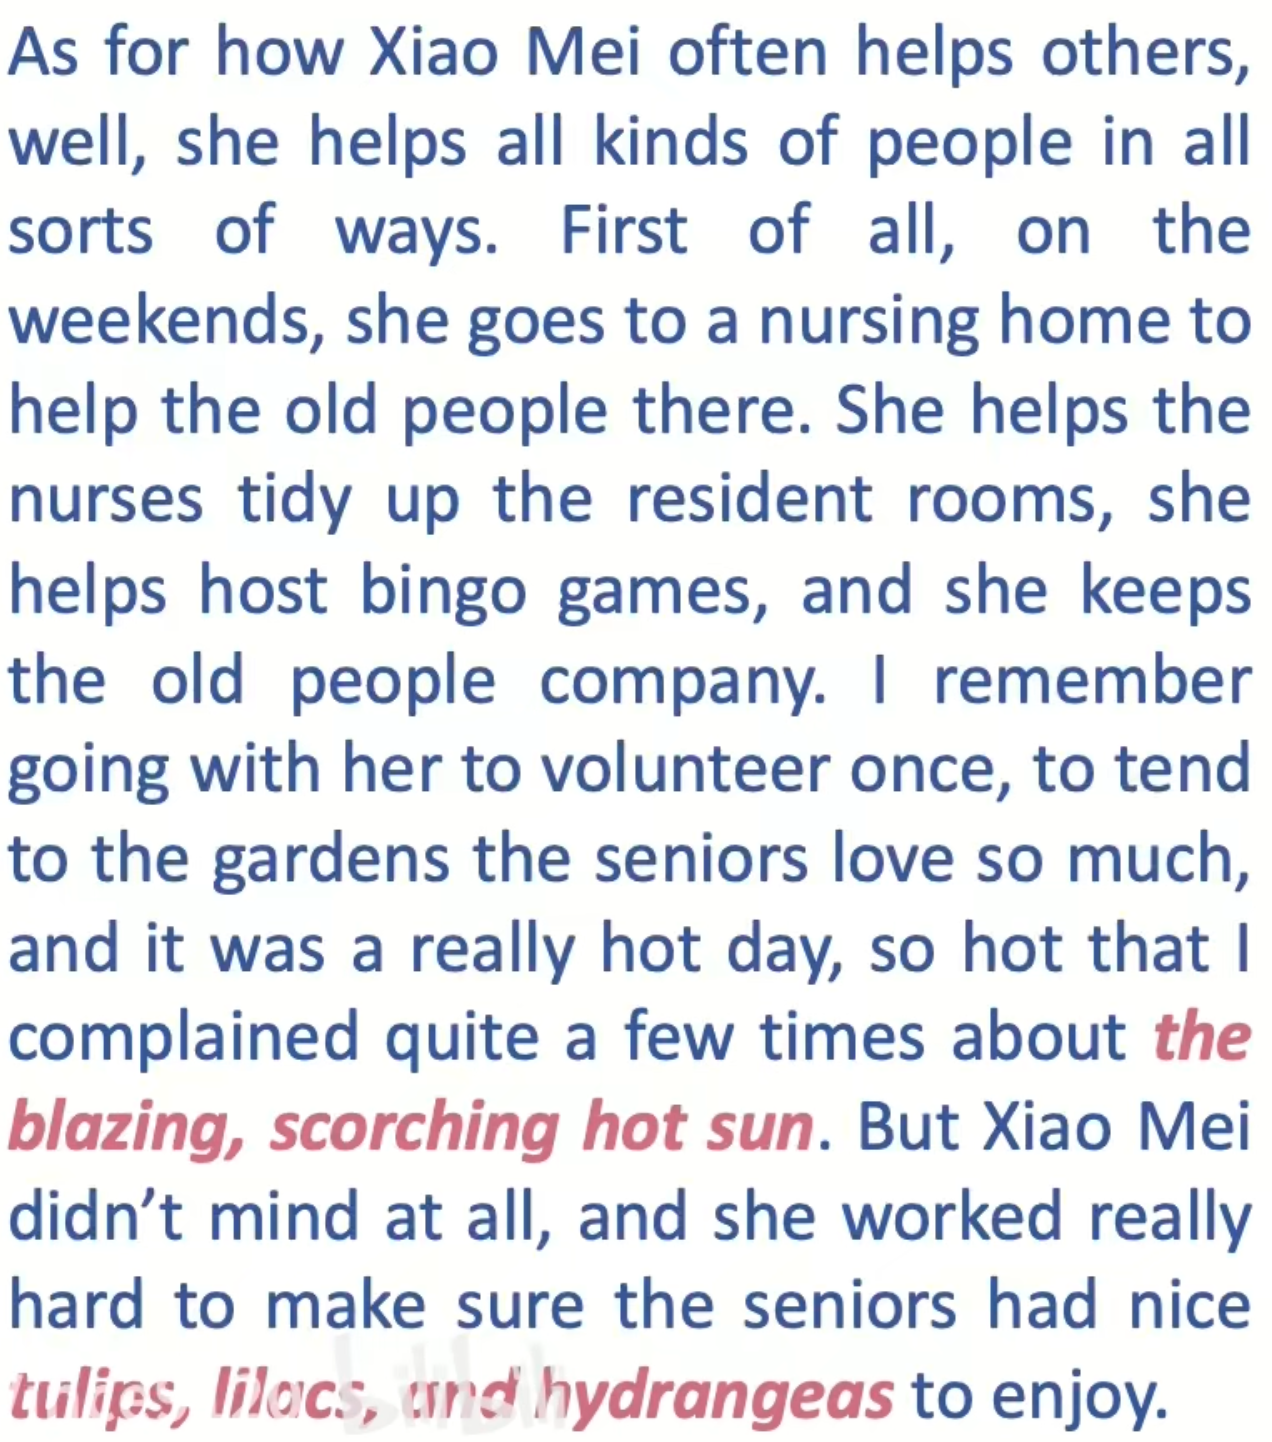 As for how Xiao Mei often helps others,
well, she helps all kinds of people in all
sorts of ways. First of all, on the
weekends, she goes to a nursing home to
help the old people there. She helps the
nurses tidy up the resident rooms, she
helps host bingo games, and she keeps
the old people company. I remember
going with her to volunteer once, to tend
to the gardens the seniors love so much,
and it was a really hot day, so hot that I
complained quite a few times about the
blazing, scorching hot sun. But Xiao Mei
didn’t mind at all, and she worked really
hard to make sure the seniors had nice
tulips, lilacs, and hydrangeas to enjoy.
bilibili